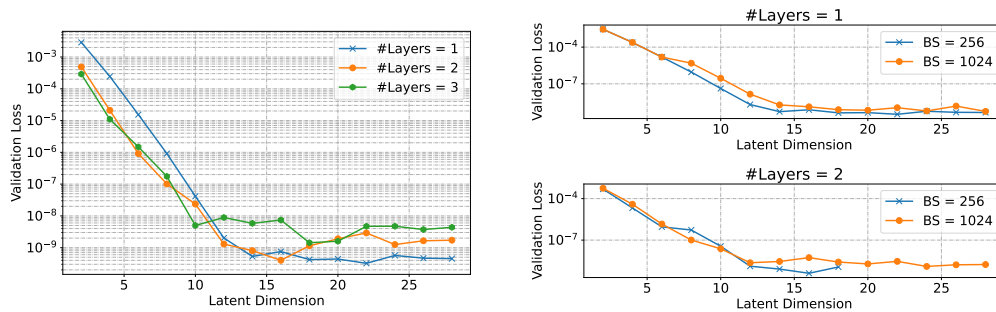 Validation Loss
10⁻³
10⁻⁴
10⁻⁵
10⁻⁶
10⁻⁷
10⁻⁸
10⁻⁹
5
10
15
20
25
Latent Dimension
#Layers = 1
#Layers = 2
#Layers = 3
#Layers = 1
Validation Loss
10⁻⁴
10⁻⁷
5
10
15
20
25
Latent Dimension
BS = 256
BS = 1024
#Layers = 2
Validation Loss
10⁻⁴
10⁻⁷
5
10
15
20
25
Latent Dimension
BS = 256
BS = 1024